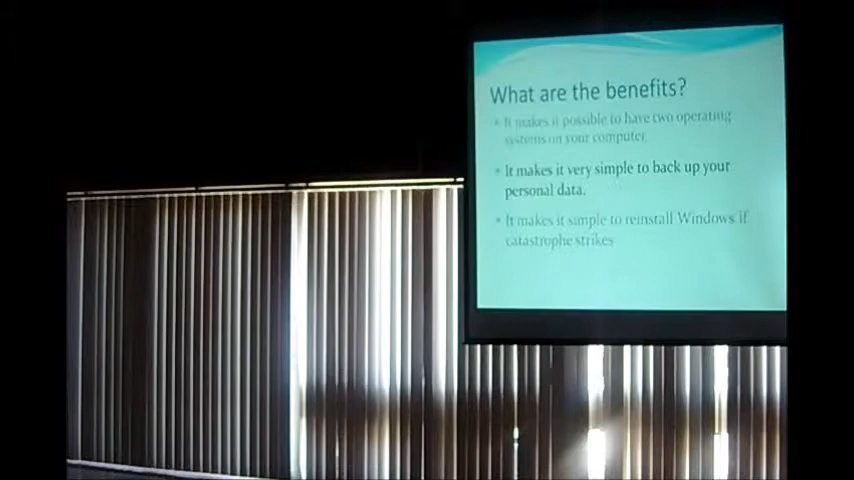 What are the benefits?
• It makes it possible to have two operating
systems on your computer.
• It makes it very simple to back up your
personal data.
• It makes it simple to reinstall Windows if
catastrophe strikes